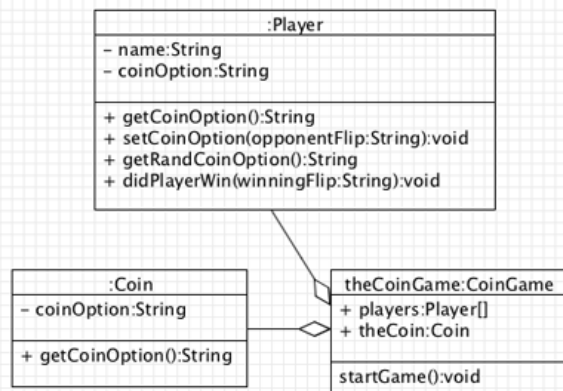 :Player
- name:String
- coinOption:String
+ getCoinOption():String
+ setCoinOption(opponentFlip:String):void
+ getRandCoinOption():String
+ didPlayerWin(winningFlip:String):void
:Coin
- coinOption:String
+ getCoinOption():String
theCoinGame:CoinGame
+ players:Player[]
+ theCoin:Coin
startGame():void